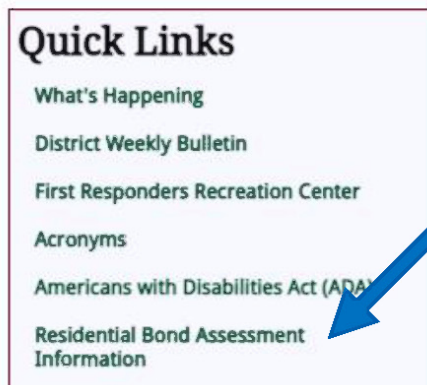 Quick Links
What's Happening
District Weekly Bulletin
First Responders Recreation Center
Acronyms
Americans with Disabilities Act (ADA)
Residential Bond Assessment
Information